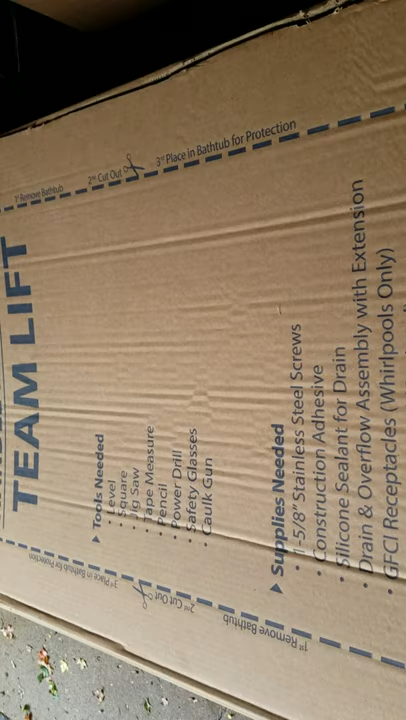 TEAM LIFT
1st Remove Bathtub
2nd Cut Out
3rd Place in Bathtub for Protection
▸ Tools Needed
• Level
• Square
• Jig Saw
• Tape Measure
• Pencil
• Power Drill
• Safety Glasses
• Caulk Gun
▸ Supplies Needed
• 1-5/8" Stainless Steel Screws
• Construction Adhesive
• Silicone Sealant for Drain
• Drain & Overflow Assembly with Extension
• GFCI Receptacles (Whirlpools Only)
1st Remove Bathtub
2nd Cut Out
3rd Place in Bathtub for Protection